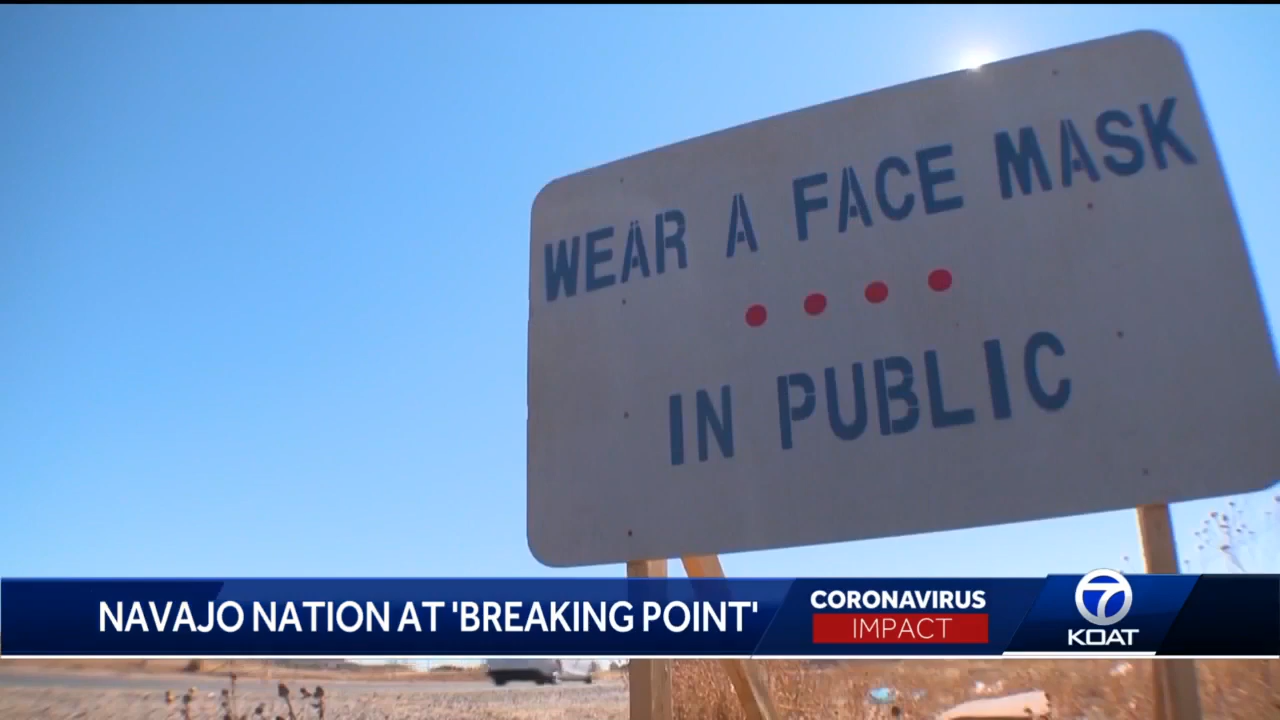 WEAR A FACE MASK
IN PUBLIC
NAVAJO NATION AT 'BREAKING POINT'
CORONAVIRUS
IMPACT
7
KOAT